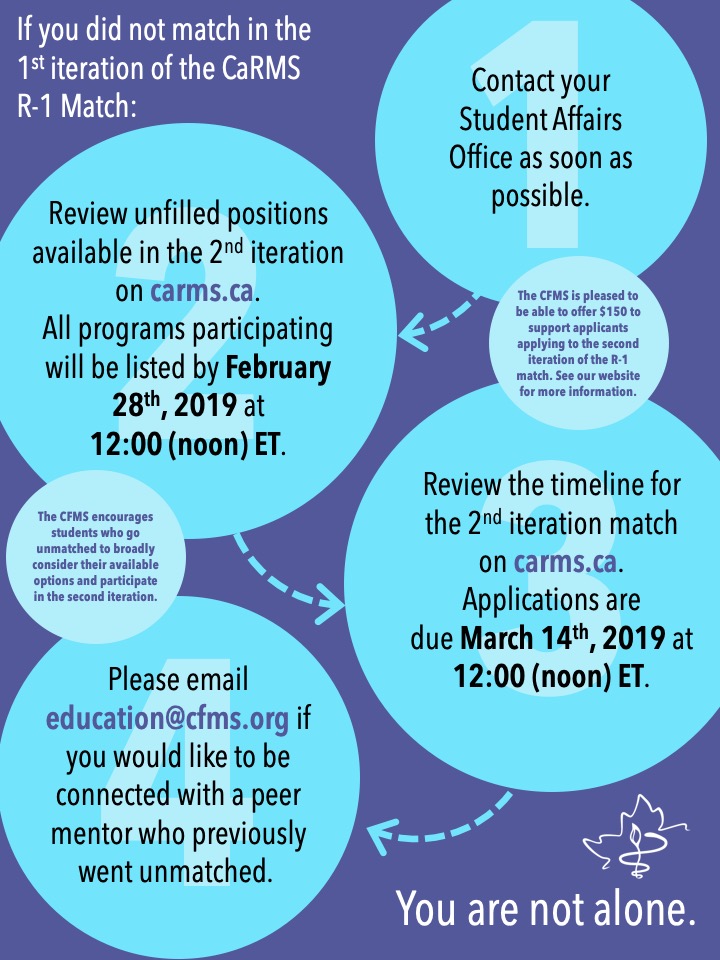 If you did not match in the
1st iteration of the CaRMS
R-1 Match:
1
Contact your
Student Affairs
Office as soon as
possible.
The CFMS is pleased to
be able to offer $150 to
support applicants
applying to the second
iteration of the R-1
match. See our website
for more information.
2
Review unfilled positions
available in the 2nd iteration
on carms.ca.
All programs participating
will be listed by February
28th, 2019 at
12:00 (noon) ET.
The CFMS encourages
students who go
unmatched to broadly
consider their available
options and participate
in the second iteration.
3
Review the timeline for
the 2nd iteration match
on carms.ca.
Applications are
due March 14th, 2019 at
12:00 (noon) ET.
4
Please email
education@cfms.org if
you would like to be
connected with a peer
mentor who previously
went unmatched.
You are not alone.